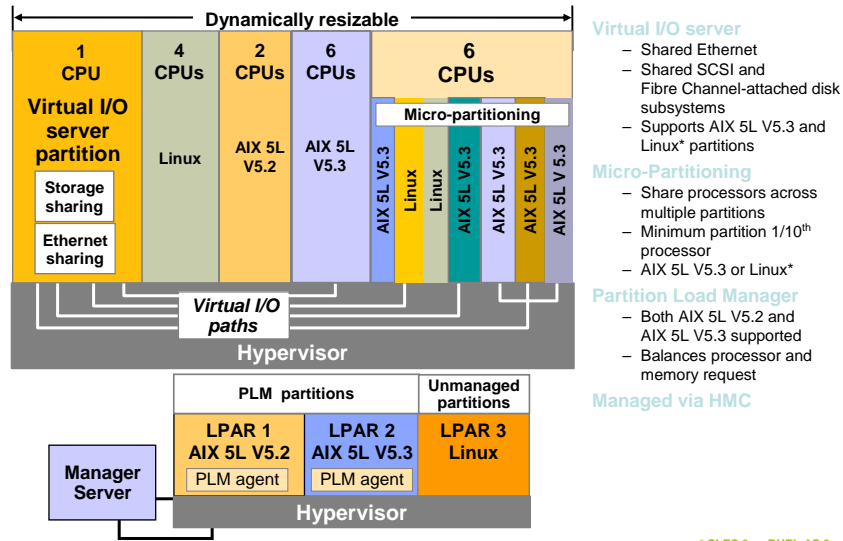 Dynamically resizable
1
CPU
Virtual I/O
server
partition
Storage
sharing
Ethernet
sharing
4
CPUs
Linux
2
CPUs
AIX 5L
V5.2
6
CPUs
AIX 5L
V5.3
6
CPUs
Micro-partitioning
AIX 5L V5.3
Linux
Linux
AIX 5L V5.3
AIX 5L V5.3
AIX 5L V5.3
AIX 5L V5.3
Virtual I/O
paths
Hypervisor
Virtual I/O server
– Shared Ethernet
– Shared SCSI and
Fibre Channel-attached disk
subsystems
– Supports AIX 5L V5.3 and
Linux* partitions
Micro-Partitioning
– Share processors across
multiple partitions
– Minimum partition 1/10th
processor
– AIX 5L V5.3 or Linux*
Partition Load Manager
– Both AIX 5L V5.2 and
AIX 5L V5.3 supported
– Balances processor and
memory request
Managed via HMC
PLM partitions
Unmanaged
partitions
LPAR 1
AIX 5L V5.2
PLM agent
LPAR 2
AIX 5L V5.3
PLM agent
LPAR 3
Linux
Manager
Server
Hypervisor